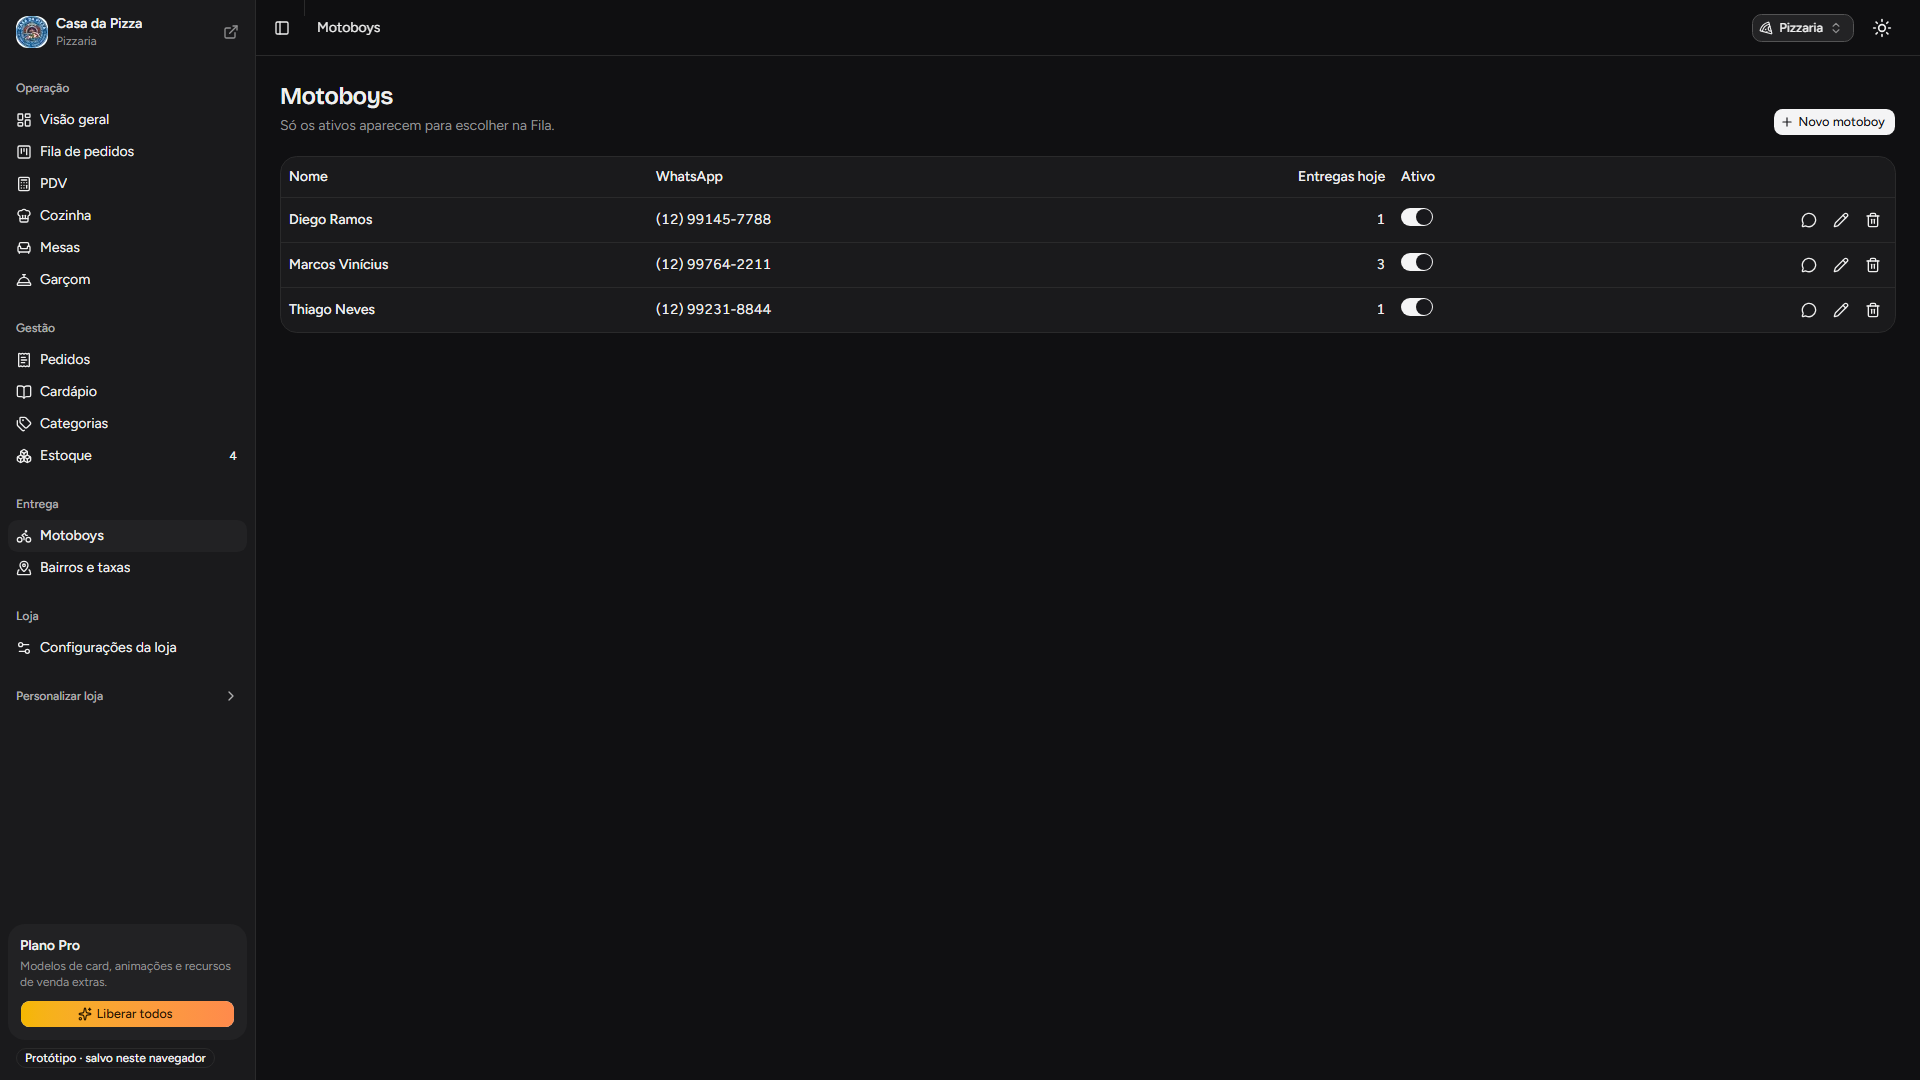 Casa da Pizza
Pizzaria
Operação
Visão geral
Fila de pedidos
PDV
Cozinha
Mesas
Garçom
Gestão
Pedidos
Cardápio
Categorias
Estoque 4
Entrega
Motoboys
Bairros e taxas
Loja
Configurações da loja
Personalizar loja
Plano Pro
Modelos de card, animações e recursos
de venda extras.
Liberar todos
Protótipo · salvo neste navegador
Motoboys
Pizzaria
Motoboys
Só os ativos aparecem para escolher na Fila.
Novo motoboy
Nome WhatsApp Entregas hoje Ativo
Diego Ramos (12) 99145-7788 1
Marcos Vinícius (12) 99764-2211 3
Thiago Neves (12) 99231-8844 1